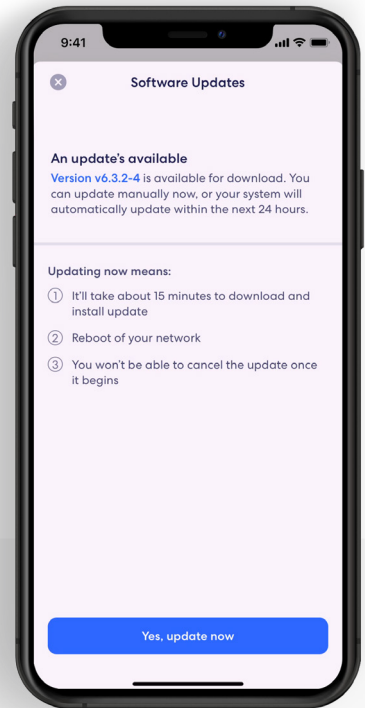 9:41
Software Updates
An update's available
Version v6.3.2-4 is available for download. You
can update manually now, or your system will
automatically update within the next 24 hours.
Updating now means:
1 It'll take about 15 minutes to download and
install update
2 Reboot of your network
3 You won't be able to cancel the update once
it begins
Yes, update now